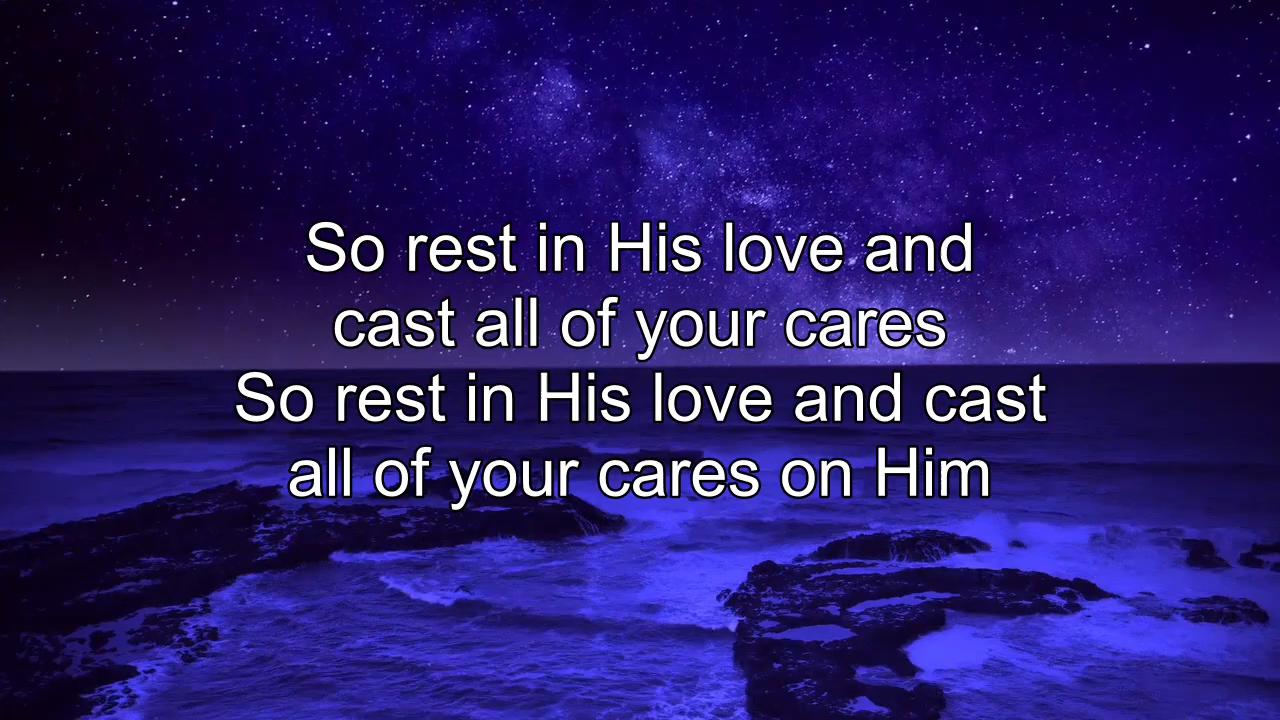 So rest in His love and
cast all of your cares
So rest in His love and cast
all of your cares on Him